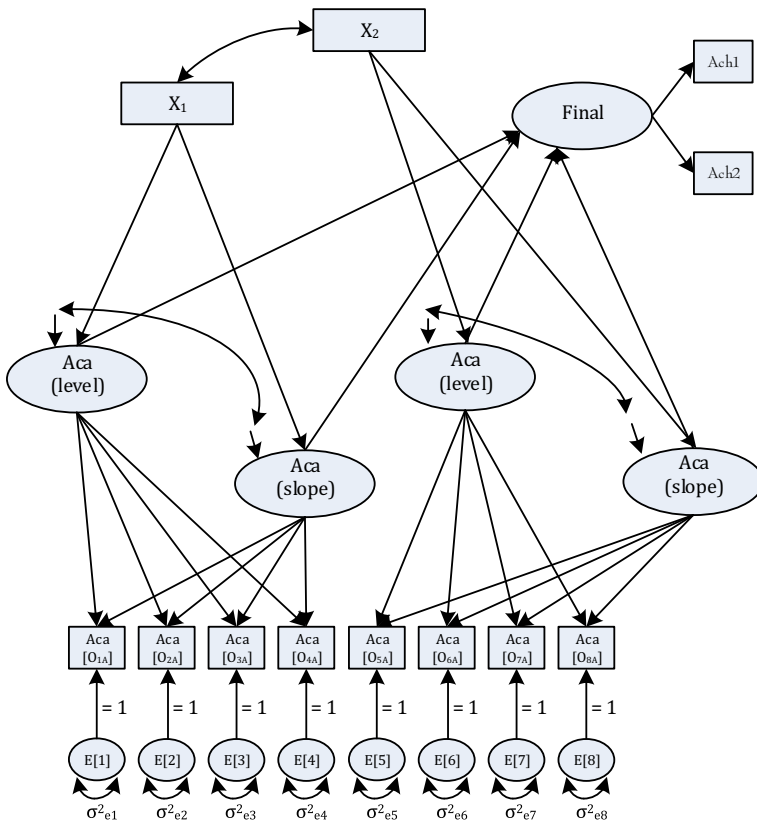 X₂
X₁
Ach1
Final
Ach2
Aca
(level)
Aca
(level)
Aca
(slope)
Aca
(slope)
Aca
[O₁A]
Aca
[O₂A]
Aca
[O₃A]
Aca
[O₄A]
Aca
[O₅A]
Aca
[O₆A]
Aca
[O₇A]
Aca
[O₈A]
= 1 = 1 = 1 = 1 = 1 = 1 = 1 = 1
E[1] E[2] E[3] E[4] E[5] E[6] E[7] E[8]
σ²e1 σ²e2 σ²e3 σ²e4 σ²e5 σ²e6 σ²e7 σ²e8